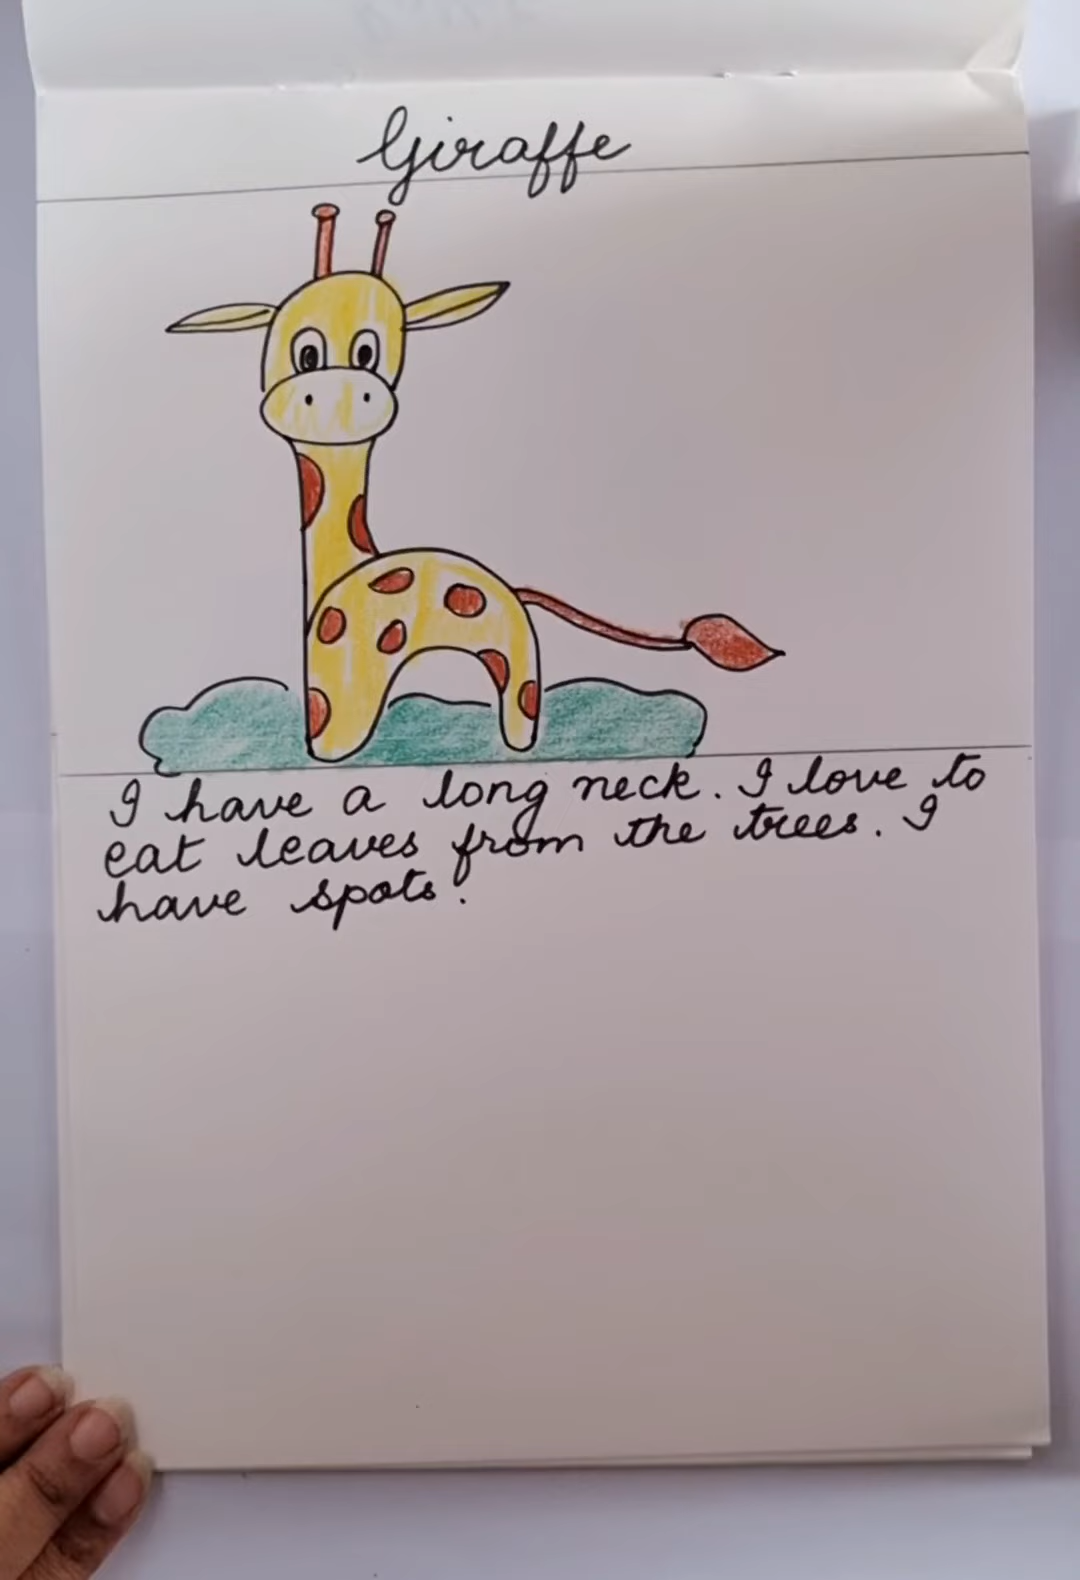 Giraffe
I have a long neck. I love to
eat leaves from the trees. I
have spots.